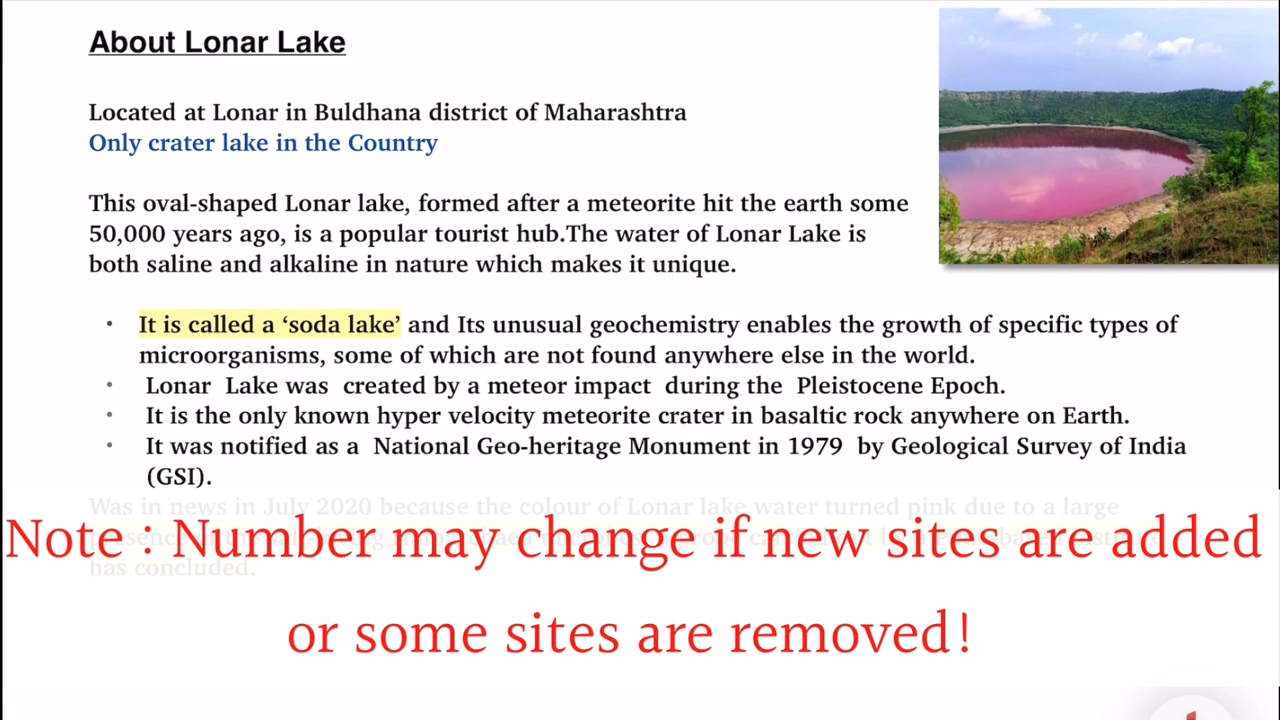 About Lonar Lake
Located at Lonar in Buldhana district of Maharashtra
Only crater lake in the Country
This oval-shaped Lonar lake, formed after a meteorite hit the earth some
50,000 years ago, is a popular tourist hub.The water of Lonar Lake is
both saline and alkaline in nature which makes it unique.
• It is called a ‘soda lake’ and Its unusual geochemistry enables the growth of specific types of
microorganisms, some of which are not found anywhere else in the world.
• Lonar Lake was created by a meteor impact during the Pleistocene Epoch.
• It is the only known hyper velocity meteorite crater in basaltic rock anywhere on Earth.
• It was notified as a National Geo-heritage Monument in 1979 by Geological Survey of India
(GSI).
Was in news in July 2020 because the colour of Lonar lake water turned pink due to a large
has concluded.
Note : Number may change if new sites are added
or some sites are removed!